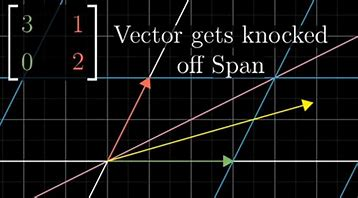 3 1 Vector gets knocked
0 2 off Span